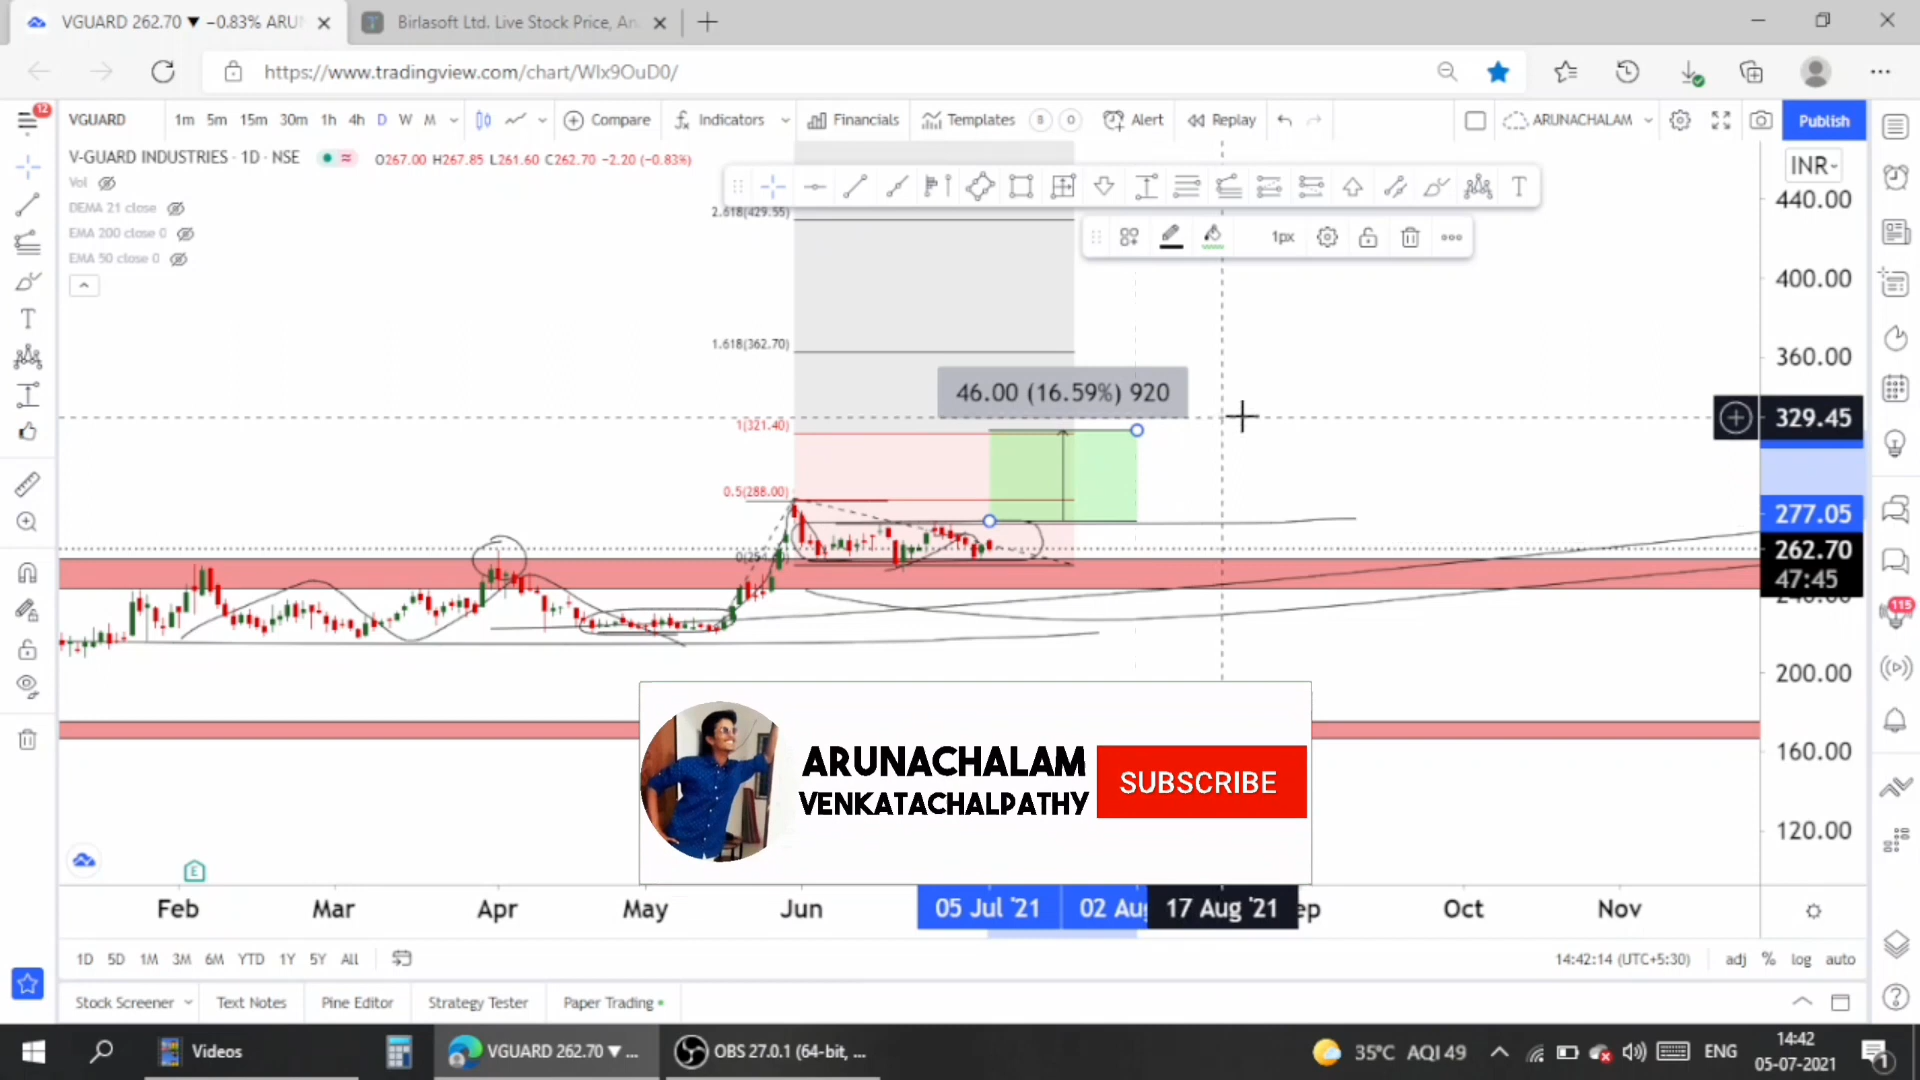 VGUARD 262.70 ▼ −0.83% ARUN
Birlasoft Ltd. Live Stock Price, An
https://www.tradingview.com/chart/Wlx9OuD0/
12
VGUARD 1m 5m 15m 30m 1h 4h D W M Compare Indicators Financials Templates B O Alert Replay ARUNACHALAM Publish
V-GUARD INDUSTRIES · 1D · NSE O267.00 H267.85 L261.60 C262.70 −2.20 (−0.83%)
INR
Vol
DEMA 21 close
EMA 200 close 0
EMA 50 close 0
1px
T
440.00
2.618(429.55)
400.00
1.618(362.70)
360.00
46.00 (16.59%) 920
329.45
1(321.40)
0.5(288.00)
277.05
262.70
47:45
115
200.00
160.00
120.00
ARUNACHALAM
VENKATACHALPATHY
SUBSCRIBE
E
Feb Mar Apr May Jun 05 Jul '21 02 Aug 17 Aug '21 ep Oct Nov
1D 5D 1M 3M 6M YTD 1Y 5Y All 14:42:14 (UTC+5:30) adj % log auto
Stock Screener Text Notes Pine Editor Strategy Tester Paper Trading
Videos VGUARD 262.70 ▼ ... OBS 27.0.1 (64-bit, ... 35°C AQI 49 ENG 14:42
05-07-2021
1